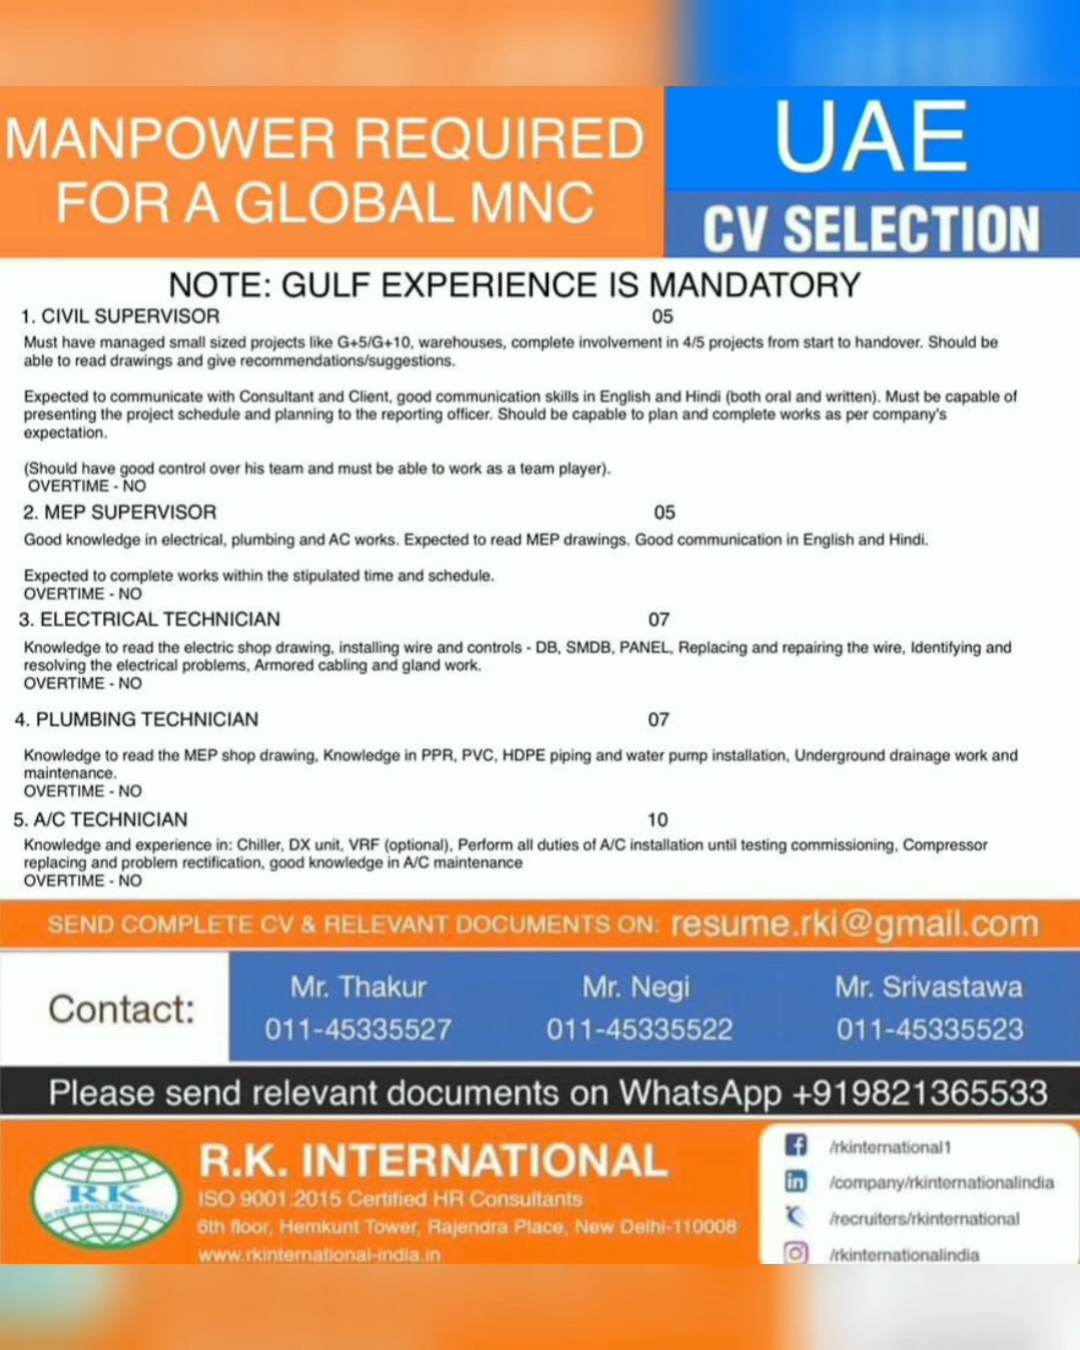 MANPOWER REQUIRED
FOR A GLOBAL MNC
UAE
CV SELECTION
NOTE: GULF EXPERIENCE IS MANDATORY
1. CIVIL SUPERVISOR 05
Must have managed small sized projects like G+5/G+10, warehouses, complete involvement in 4/5 projects from start to handover. Should be
able to read drawings and give recommendations/suggestions.
Expected to communicate with Consultant and Client, good communication skills in English and Hindi (both oral and written). Must be capable of
presenting the project schedule and planning to the reporting officer. Should be capable to plan and complete works as per company's
expectation.
(Should have good control over his team and must be able to work as a team player).
OVERTIME - NO
2. MEP SUPERVISOR 05
Good knowledge in electrical, plumbing and AC works. Expected to read MEP drawings. Good communication in English and Hindi.
Expected to complete works within the stipulated time and schedule.
OVERTIME - NO
3. ELECTRICAL TECHNICIAN 07
Knowledge to read the electric shop drawing, installing wire and controls - DB, SMDB, PANEL, Replacing and repairing the wire, Identifying and
resolving the electrical problems, Armored cabling and gland work.
OVERTIME - NO
4. PLUMBING TECHNICIAN 07
Knowledge to read the MEP shop drawing, Knowledge in PPR, PVC, HDPE piping and water pump installation, Underground drainage work and
maintenance.
OVERTIME - NO
5. A/C TECHNICIAN 10
Knowledge and experience in: Chiller, DX unit, VRF (optional), Perform all duties of A/C installation until testing commissioning, Compressor
replacing and problem rectification, good knowledge in A/C maintenance
OVERTIME - NO
SEND COMPLETE CV & RELEVANT DOCUMENTS ON: resume.rki@gmail.com
Contact:
Mr. Thakur
011-45335527
Mr. Negi
011-45335522
Mr. Srivastawa
011-45335523
Please send relevant documents on WhatsApp +919821365533
RK
IN THE SERVICE OF HUMANITY
R.K. INTERNATIONAL
ISO 9001:2015 Certified HR Consultants
6th floor, Hemkunt Tower, Rajendra Place, New Delhi-110008
www.rkinternational-india.in
/rkinternational1
/company/rkinternationalindia
/recruiters/rkinternational
/rkinternationalindia